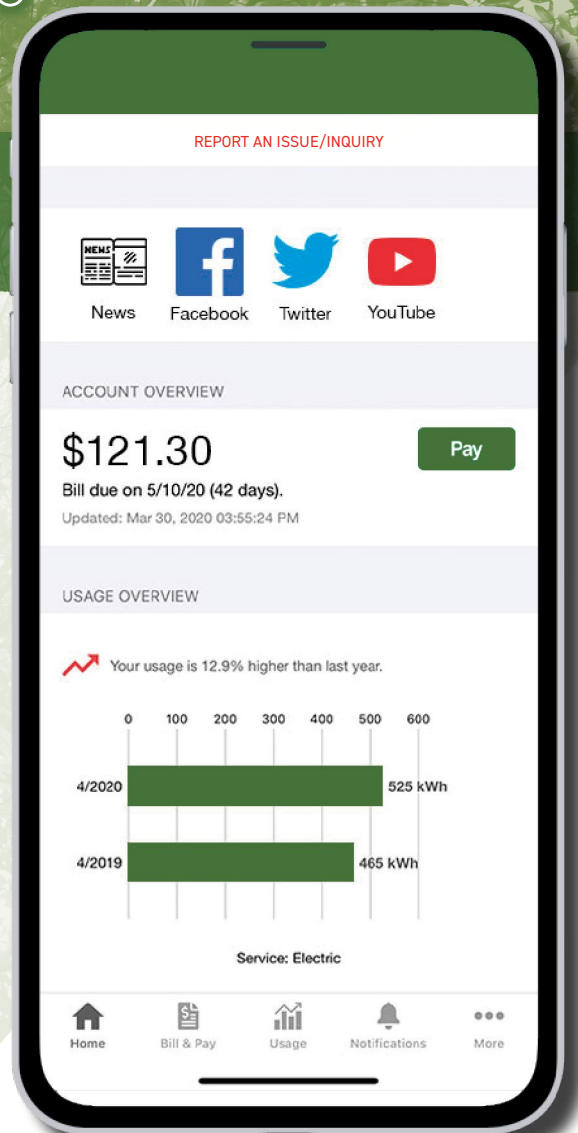 REPORT AN ISSUE/INQUIRY
NEWS
News Facebook Twitter YouTube
ACCOUNT OVERVIEW
$121.30
Pay
Bill due on 5/10/20 (42 days).
Updated: Mar 30, 2020 03:55:24 PM
USAGE OVERVIEW
Your usage is 12.9% higher than last year.
0 100 200 300 400 500 600
4/2020 525 kWh
4/2019 465 kWh
Service: Electric
Home Bill & Pay Usage Notifications More